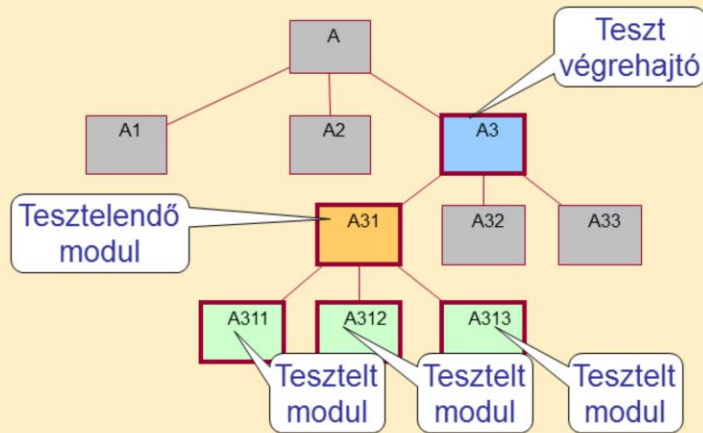 A
Teszt
végrehajtó
A1
A2
A3
Tesztelendő
modul
A31
A32
A33
A311
A312
A313
Tesztelt
modul
Tesztelt
modul
Tesztelt
modul